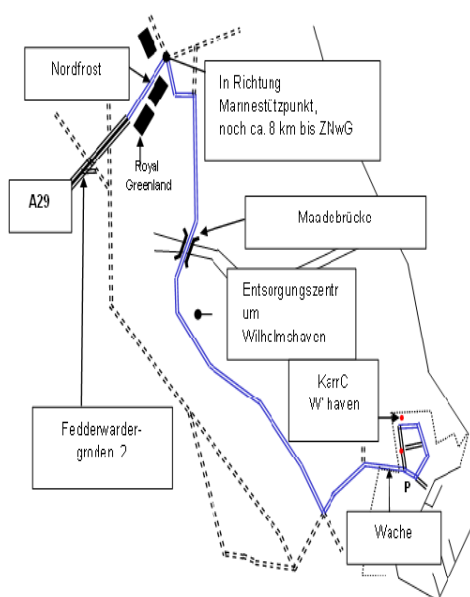 Nordfrost
In Richtung
Marinestützpunkt,
noch ca. 8 km bis ZNwG
Royal
Greenland
A29
Maadebrücke
Entsorgungszentr
um
Wilhelmshaven
KarrC
W'haven
Fedderwarder-
groden 2
P
Wache